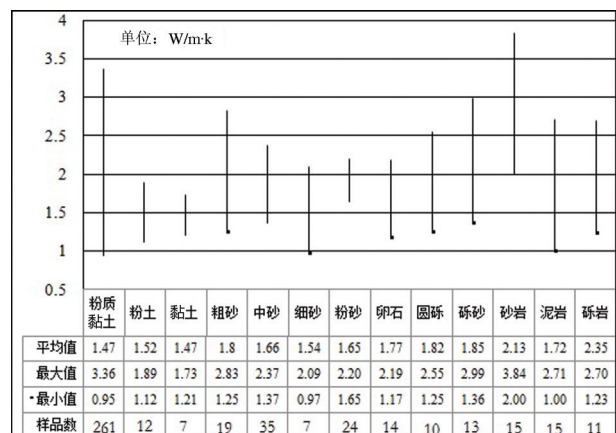 单位：W/m·k
4
3.5
3
2.5
2
1.5
1
0.5
粉质黏土 粉土 黏土 粗砂 中砂 细砂 粉砂 卵石 圆砾 砾砂 砂岩 泥岩 砾岩
平均值 1.47 1.52 1.47 1.8 1.66 1.54 1.65 1.77 1.82 1.85 2.13 1.72 2.35
最大值 3.36 1.89 1.73 2.83 2.37 2.09 2.20 2.19 2.55 2.99 3.84 2.71 2.70
最小值 0.95 1.12 1.21 1.25 1.37 0.97 1.65 1.17 1.25 1.36 2.00 1.00 1.23
样品数 261 12 7 19 35 7 24 14 10 13 15 15 11